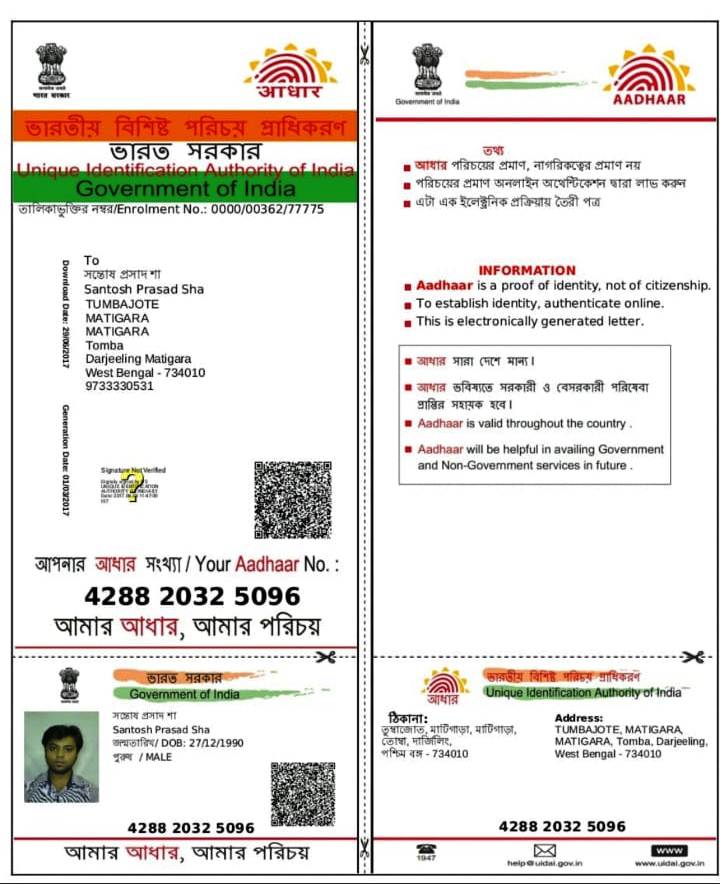 भारत सरकार
आधार
ভারতীয় বিশিষ্ট পরিচয় প্রাধিকরণ
ভারত সরকার
Unique Identification Authority of India
Government of India
তালিকাভুক্তির নম্বর/Enrolment No.: 0000/00362/77775
Download Date: 29/06/2017
Generation Date: 01/03/2017
To
সন্তোষ প্রসাদ শা
Santosh Prasad Sha
TUMBAJOTE
MATIGARA
MATIGARA
Tomba
Darjeeling Matigara
West Bengal - 734010
9733330531
Signature Not Verified
আপনার আধার সংখ্যা / Your Aadhaar No. :
4288 2032 5096
আমার আধার, আমার পরিচয়
ভারত সরকার
Government of India
সন্তোষ প্রসাদ শা
Santosh Prasad Sha
জন্মতারিখ/ DOB: 27/12/1990
পুরুষ / MALE
4288 2032 5096
আমার আধার, আমার পরিচয়
Government of India
AADHAAR
তথ্য
আধার পরিচয়ের প্রমাণ, নাগরিকত্বের প্রমাণ নয়
পরিচয়ের প্রমাণ অনলাইন অথেন্টিকেশন দ্বারা লাভ করুন
এটা এক ইলেক্ট্রনিক প্রক্রিয়ায় তৈরী পত্র
INFORMATION
Aadhaar is a proof of identity, not of citizenship.
To establish identity, authenticate online.
This is electronically generated letter.
আধার সারা দেশে মান্য।
আধার ভবিষ্যতে সরকারী ও বেসরকারী পরিষেবা
প্রাপ্তির সহায়ক হবে।
Aadhaar is valid throughout the country .
Aadhaar will be helpful in availing Government
and Non-Government services in future .
আধার
ভারতীয় বিশিষ্ট পরিচয় প্রাধিকরণ
Unique Identification Authority of India
ঠিকানা:
তুম্বাজোত, মাটিগাড়া, মাটিগাড়া,
তোম্বা, দার্জিলিং,
পশ্চিম বঙ্গ - 734010
Address:
TUMBAJOTE, MATIGARA,
MATIGARA, Tomba, Darjeeling,
West Bengal - 734010
4288 2032 5096
1947
help@uidai.gov.in
www
www.uidai.gov.in